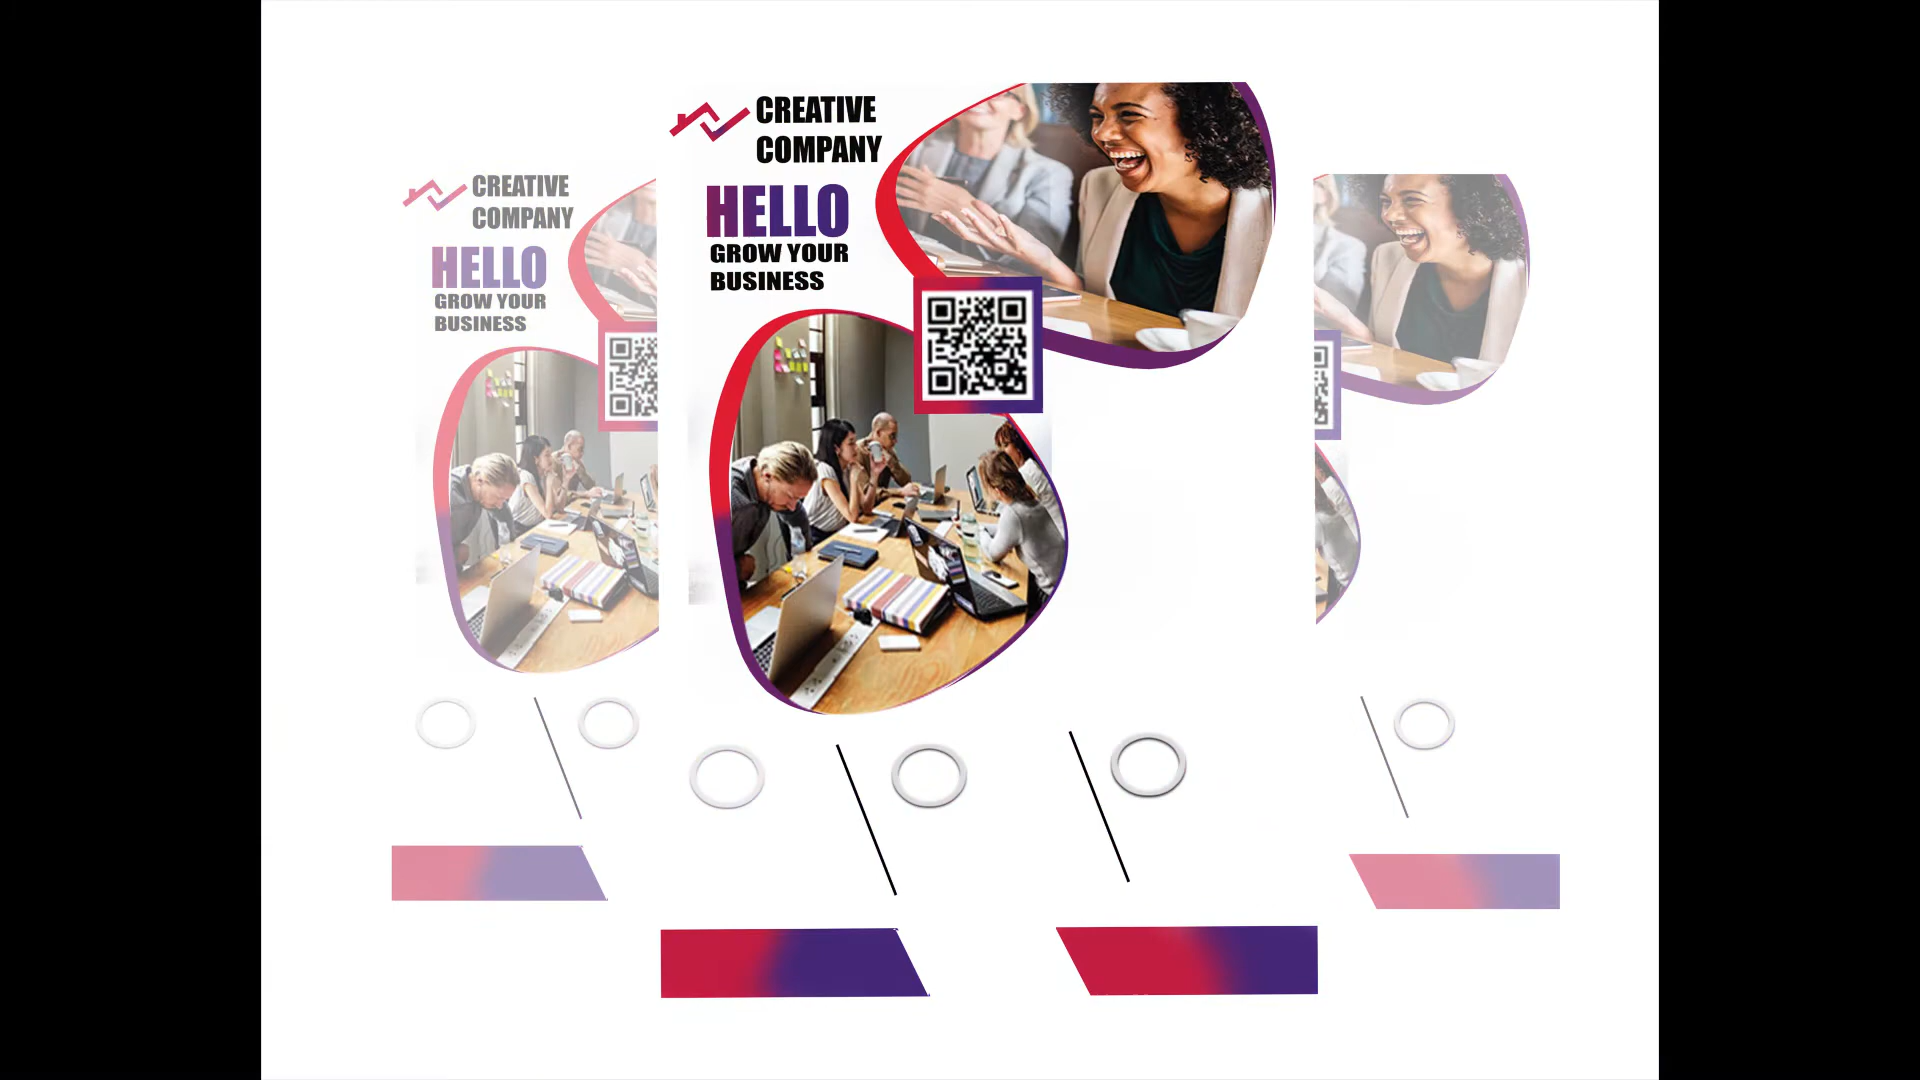 CREATIVE
COMPANY
HELLO
GROW YOUR
BUSINESS
CREATIVE
COMPANY
HELLO
GROW YOUR
BUSINESS